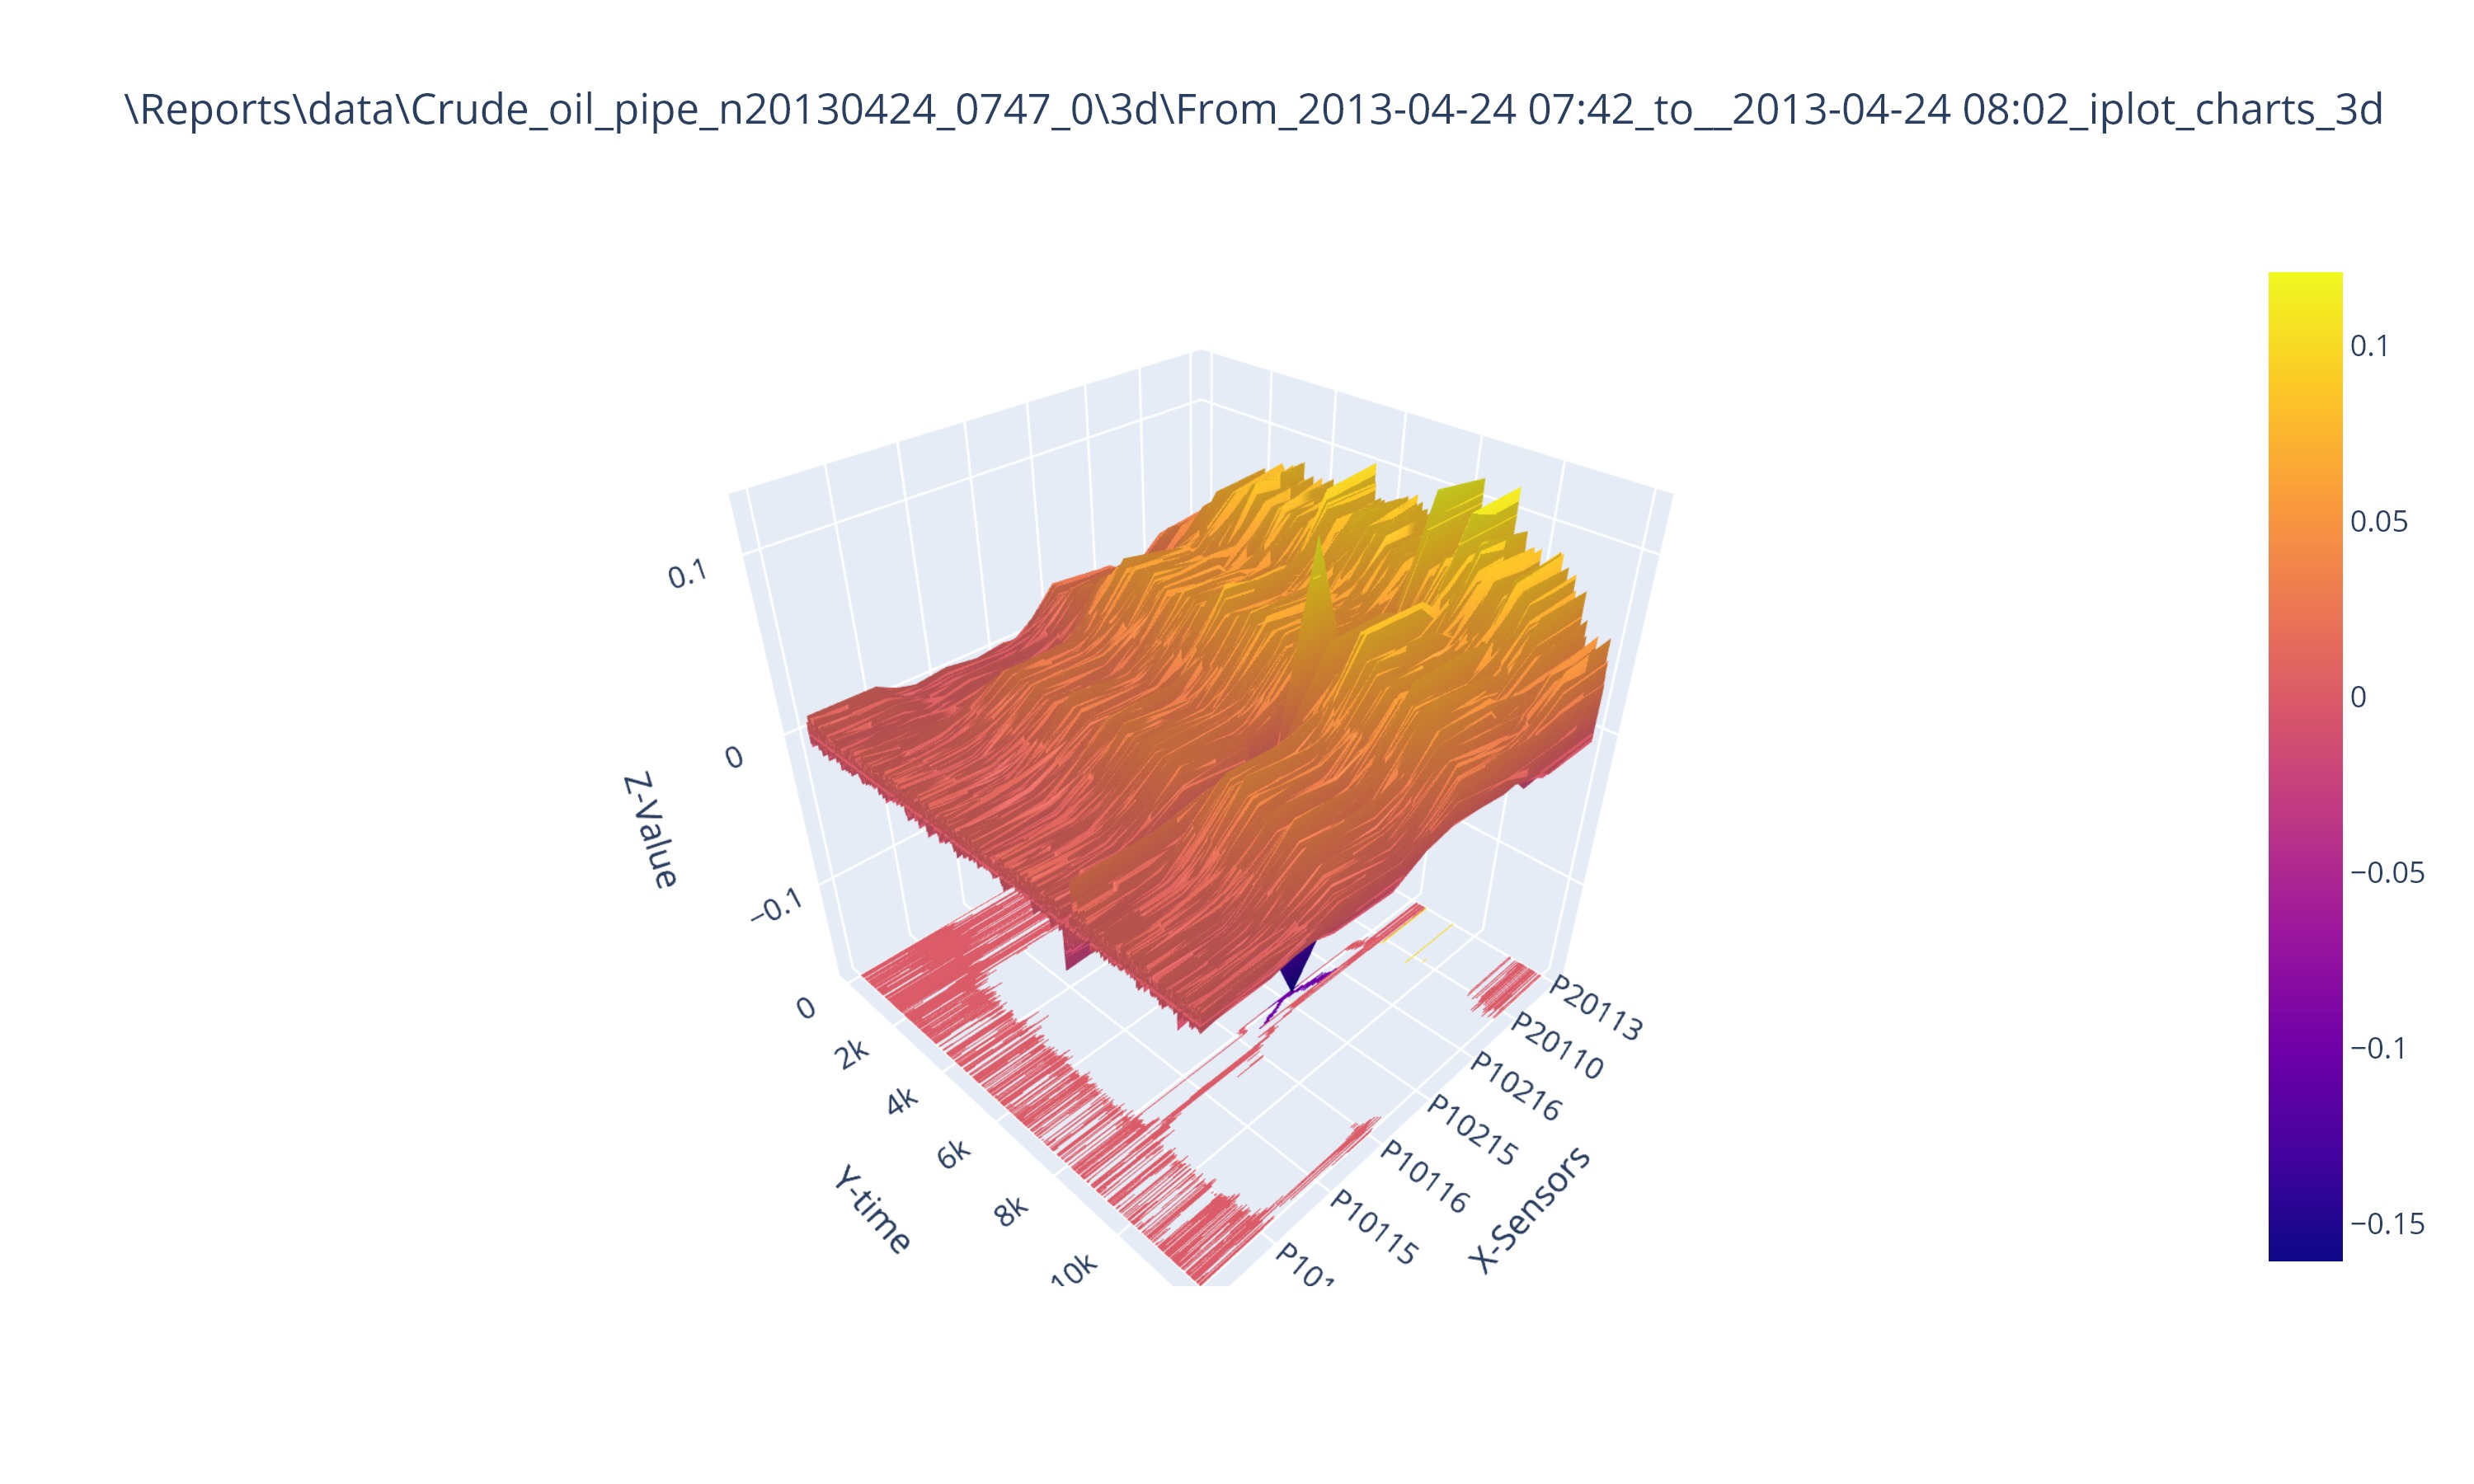 \Reports\data\Crude_oil_pipe_n20130424_0747_0\3d\From_2013-04-24 07:42_to__2013-04-24 08:02_iplot_charts_3d
0.1
0.05
0
−0.05
−0.1
−0.15
0.1
0
−0.1
Z-Value
0
2k
4k
6k
8k
10k
Y-time
P20113
P20110
P10216
P10215
P10116
P10115
X-Sensors